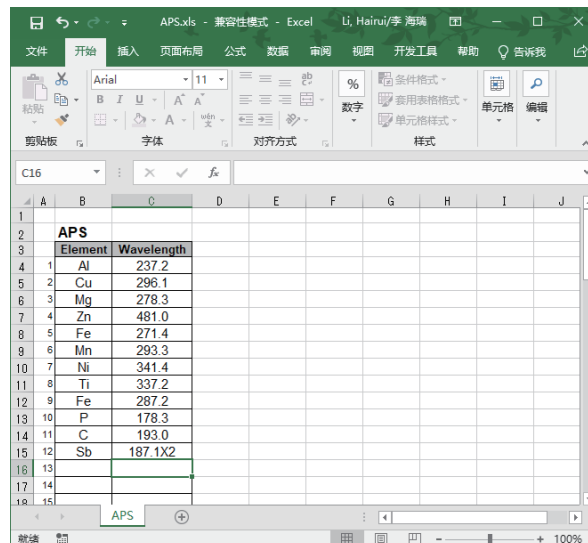 APS.xls - 兼容性模式 - Excel Li, Hairui/李 海瑞
文件 开始 插入 页面布局 公式 数据 审阅 视图 开发工具 帮助 告诉我
粘贴 Arial 11 % 数字 条件格式 套用表格格式 单元格样式 单元格 编辑
B I U A A
A wén 文
剪贴板 字体 对齐方式 样式
C16 fx
A B C D E F G H I J
1
2 APS
3 Element Wavelength
4 1 Al 237.2
5 2 Cu 296.1
6 3 Mg 278.3
7 4 Zn 481.0
8 5 Fe 271.4
9 6 Mn 293.3
10 7 Ni 341.4
11 8 Ti 337.2
12 9 Fe 287.2
13 10 P 178.3
14 11 C 193.0
15 12 Sb 187.1X2
16 13
17 14
18 15
APS
就绪 100%